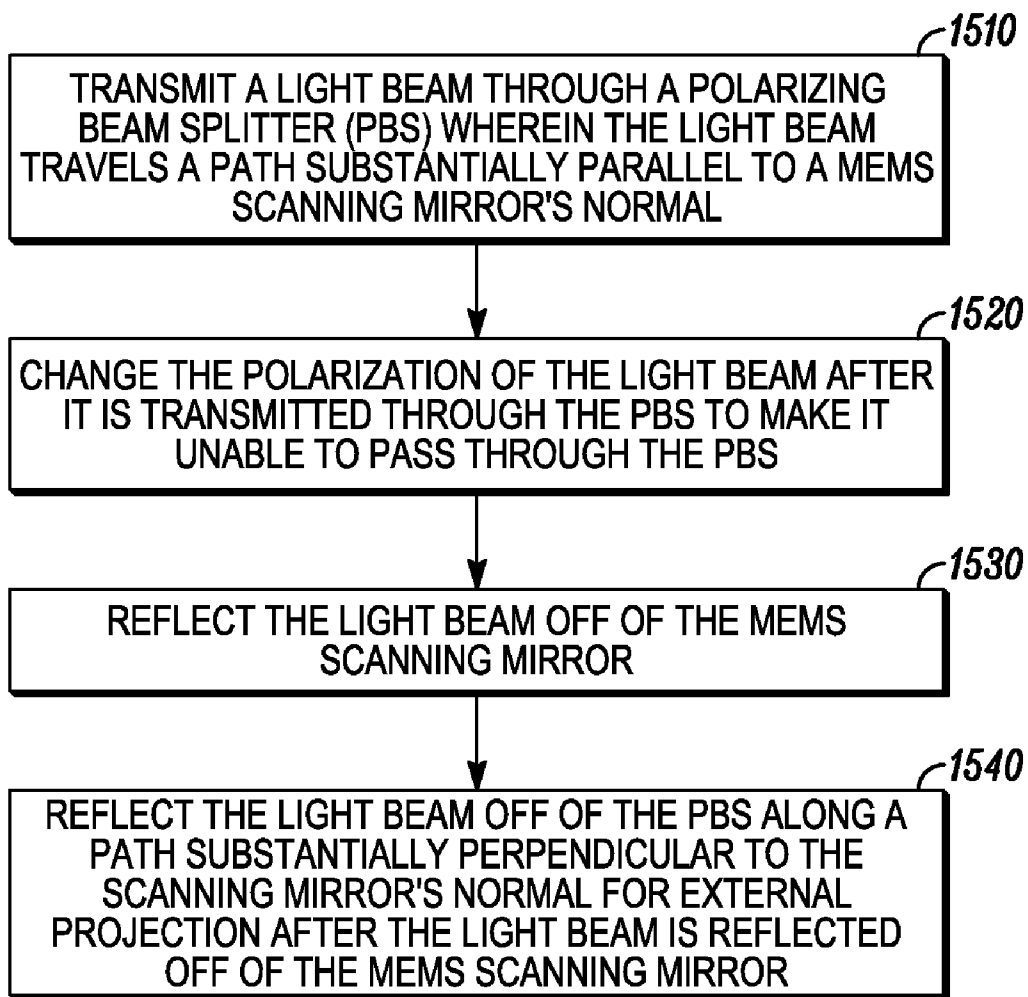 1510
TRANSMIT A LIGHT BEAM THROUGH A POLARIZING
BEAM SPLITTER (PBS) WHEREIN THE LIGHT BEAM
TRAVELS A PATH SUBSTANTIALLY PARALLEL TO A MEMS
SCANNING MIRROR'S NORMAL
1520
CHANGE THE POLARIZATION OF THE LIGHT BEAM AFTER
IT IS TRANSMITTED THROUGH THE PBS TO MAKE IT
UNABLE TO PASS THROUGH THE PBS
1530
REFLECT THE LIGHT BEAM OFF OF THE MEMS
SCANNING MIRROR
1540
REFLECT THE LIGHT BEAM OFF OF THE PBS ALONG A
PATH SUBSTANTIALLY PERPENDICULAR TO THE
SCANNING MIRROR'S NORMAL FOR EXTERNAL
PROJECTION AFTER THE LIGHT BEAM IS REFLECTED
OFF OF THE MEMS SCANNING MIRROR